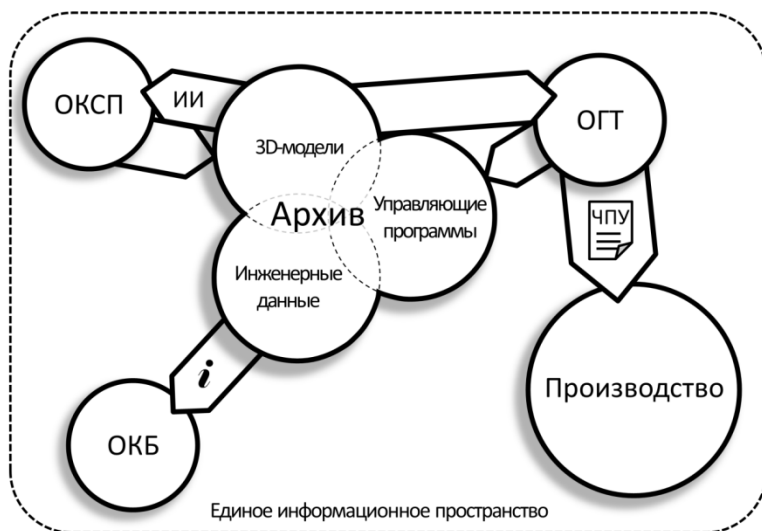 ОКСП
ИИ
ОГТ
3D-модели
Архив
Управляющие
программы
ЧПУ
Инженерные
данные
i
Производство
ОКБ
Единое информационное пространство